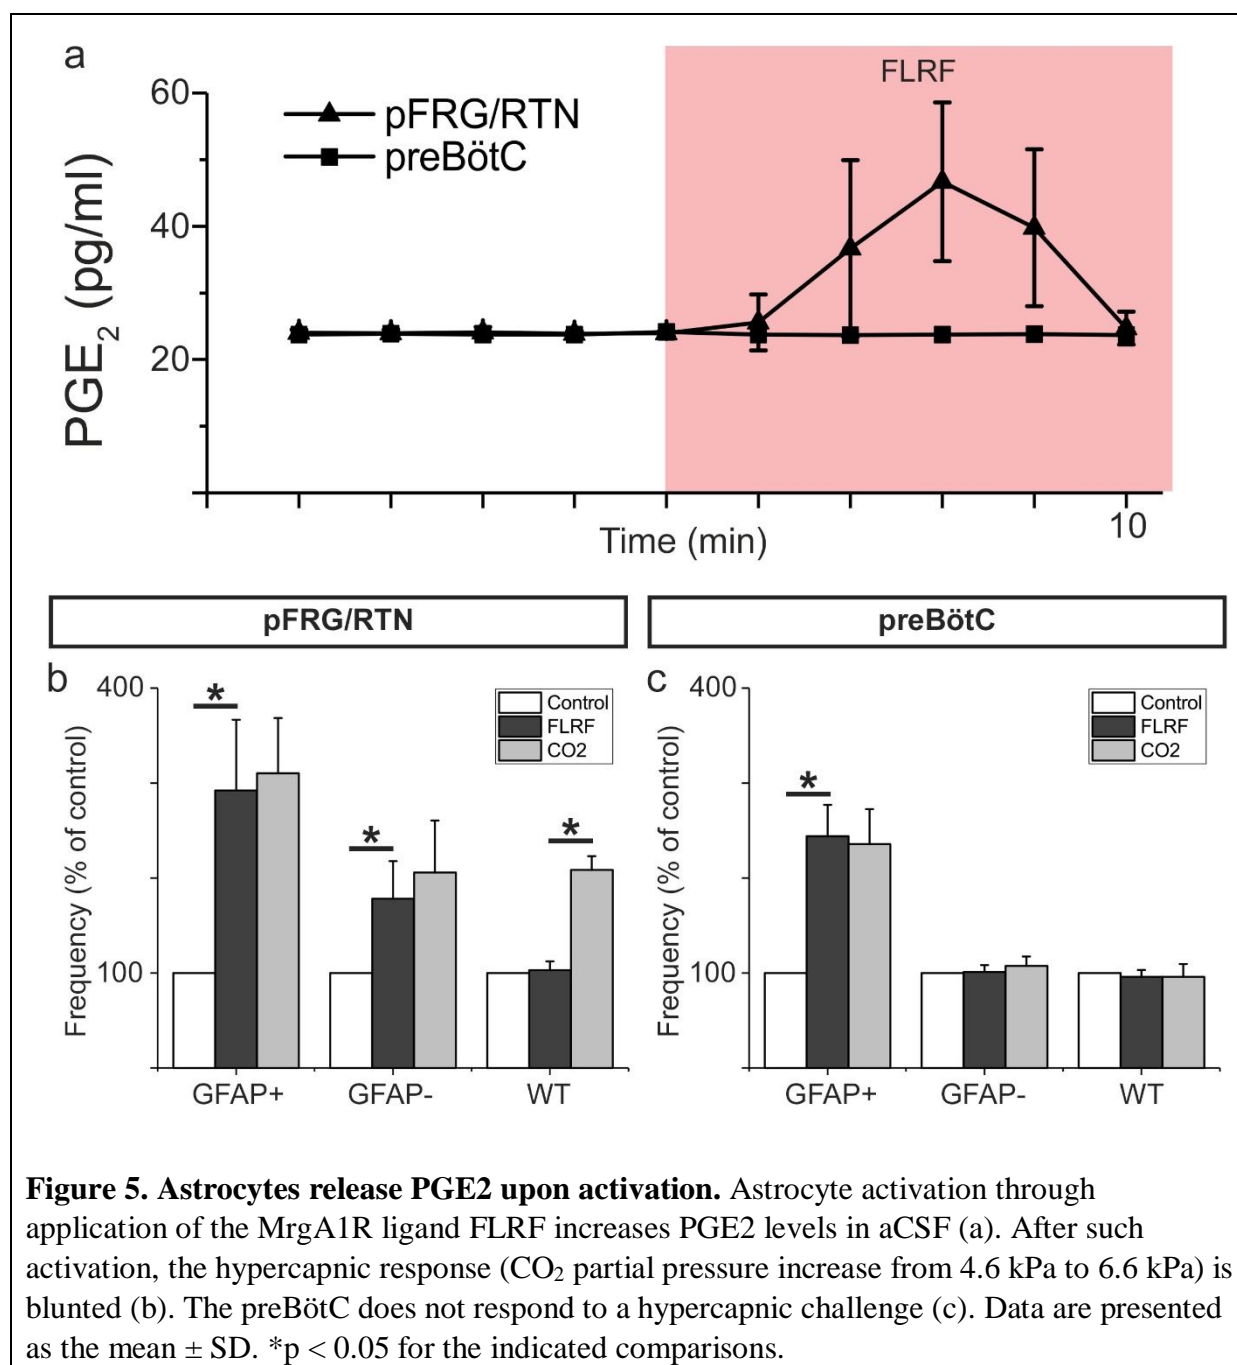 a
FLRF
pFRG/RTN
preBötC
60
40
20
PGE2 (pg/ml)
10
Time (min)
pFRG/RTN
preBötC
b
400
100
Frequency (% of control)
*
*
*
Control
FLRF
CO2
GFAP+
GFAP-
WT
c
400
100
Frequency (% of control)
*
Control
FLRF
CO2
GFAP+
GFAP-
WT
Figure 5. Astrocytes release PGE2 upon activation. Astrocyte activation through
application of the MrgA1R ligand FLRF increases PGE2 levels in aCSF (a). After such
activation, the hypercapnic response (CO₂ partial pressure increase from 4.6 kPa to 6.6 kPa) is
blunted (b). The preBötC does not respond to a hypercapnic challenge (c). Data are presented
as the mean ± SD. *p < 0.05 for the indicated comparisons.